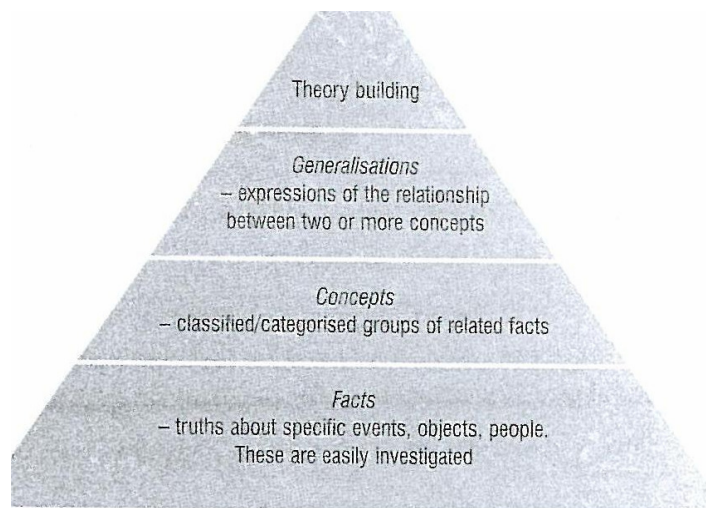 Theory building
Generalisations
– expressions of the relationship
between two or more concepts
Concepts
– classified/categorised groups of related facts
Facts
– truths about specific events, objects, people.
These are easily investigated